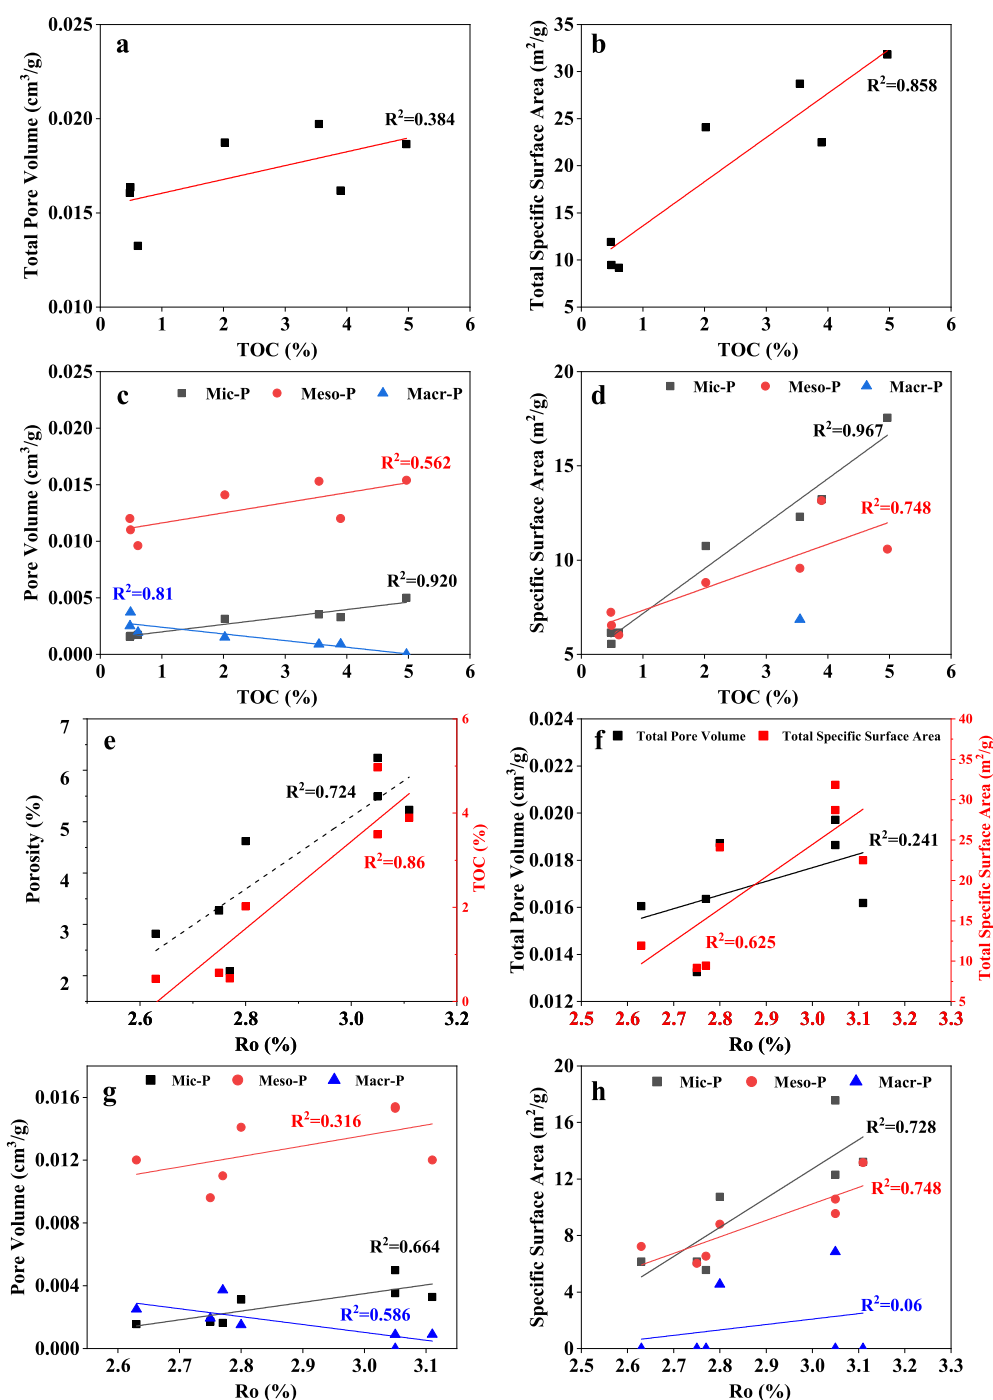 a
R²=0.384
Total Pore Volume (cm³/g)
0.025
0.020
0.015
0.010
0 1 2 3 4 5 6
TOC (%)
b
R²=0.858
Total Specific Surface Area (m²/g)
35
30
25
20
15
10
5
0 1 2 3 4 5 6
TOC (%)
c
Mic-P Meso-P Macr-P
R²=0.562
R²=0.920
R²=0.81
Pore Volume (cm³/g)
0.025
0.020
0.015
0.010
0.005
0.000
0 1 2 3 4 5 6
TOC (%)
d
Mic-P Meso-P Macr-P
R²=0.967
R²=0.748
Specific Surface Area (m²/g)
20
15
10
5
0 1 2 3 4 5 6
TOC (%)
e
R²=0.724
R²=0.86
Porosity (%)
7
6
5
4
3
2
TOC (%)
6
4
2
0
2.6 2.8 3.0 3.2
Ro (%)
f
Total Pore Volume Total Specific Surface Area
R²=0.241
R²=0.625
Total Pore Volume (cm³/g)
0.024
0.022
0.020
0.018
0.016
0.014
0.012
Total Specific Surface Area (m²/g)
40
35
30
25
20
15
10
5
2.5 2.6 2.7 2.8 2.9 3.0 3.1 3.2 3.3
Ro (%)
g
Mic-P Meso-P Macr-P
R²=0.316
R²=0.664
R²=0.586
Pore Volume (cm³/g)
0.016
0.012
0.008
0.004
0.000
2.6 2.7 2.8 2.9 3.0 3.1
Ro (%)
h
Mic-P Meso-P Macr-P
R²=0.728
R²=0.748
R²=0.06
Specific Surface Area (m²/g)
20
16
12
8
4
0
2.5 2.6 2.7 2.8 2.9 3.0 3.1 3.2 3.3
Ro (%)